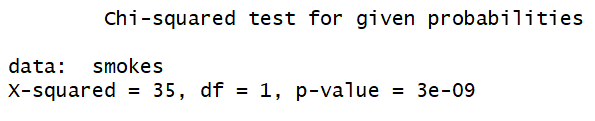 Chi-squared test for given probabilities
data:  smokes
X-squared = 35, df = 1, p-value = 3e-09